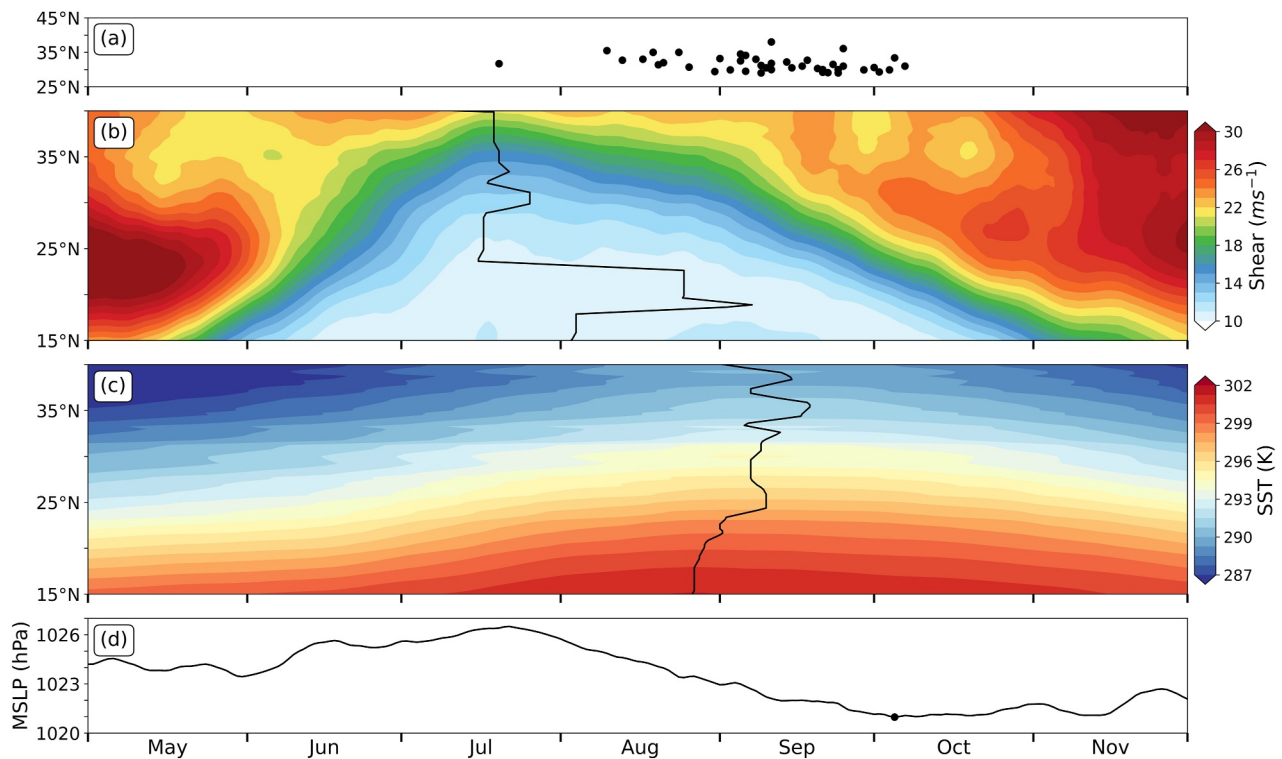 45°N
35°N
25°N
(a)
(b)
35°N
25°N
15°N
30
26
22
18
14
10
Shear (ms⁻¹)
(c)
35°N
25°N
15°N
302
299
296
293
290
287
SST (K)
(d)
1026
1023
1020
MSLP (hPa)
May Jun Jul Aug Sep Oct Nov